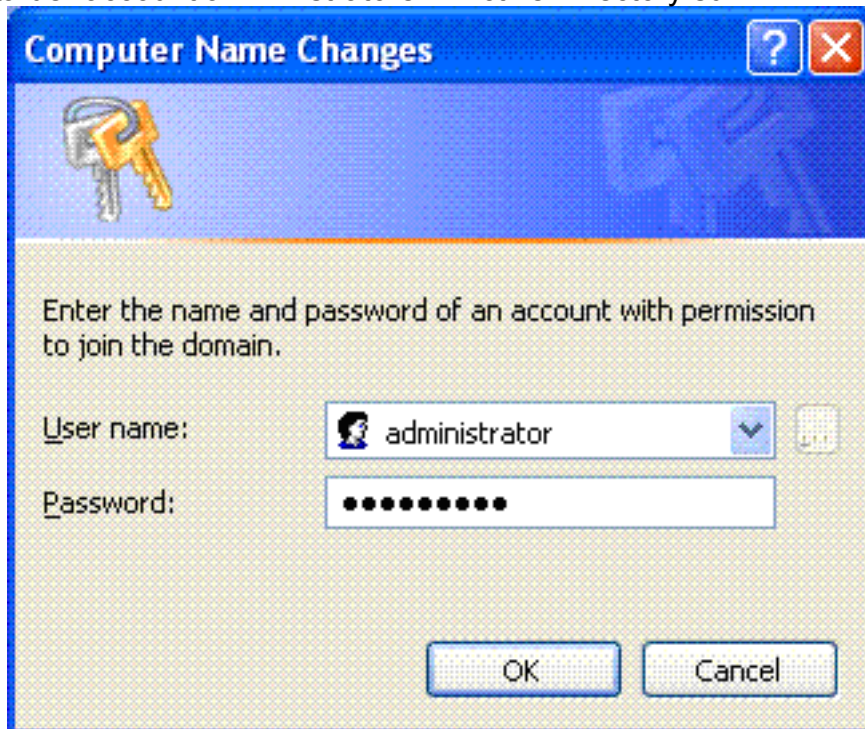 Computer Name Changes
Enter the name and password of an account with permission
to join the domain.
User name:
administrator
Password:
●●●●●●●●●
OK
Cancel